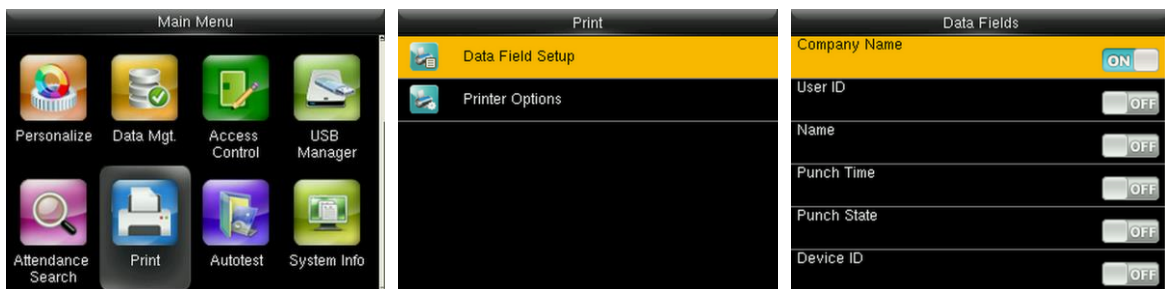 Main Menu
Personalize
Data Mgt.
Access
Control
USB
Manager
Attendance
Search
Print
Autotest
System Info
Print
Data Field Setup
Printer Options
Data Fields
Company Name
ON
User ID
OFF
Name
OFF
Punch Time
OFF
Punch State
OFF
Device ID
OFF